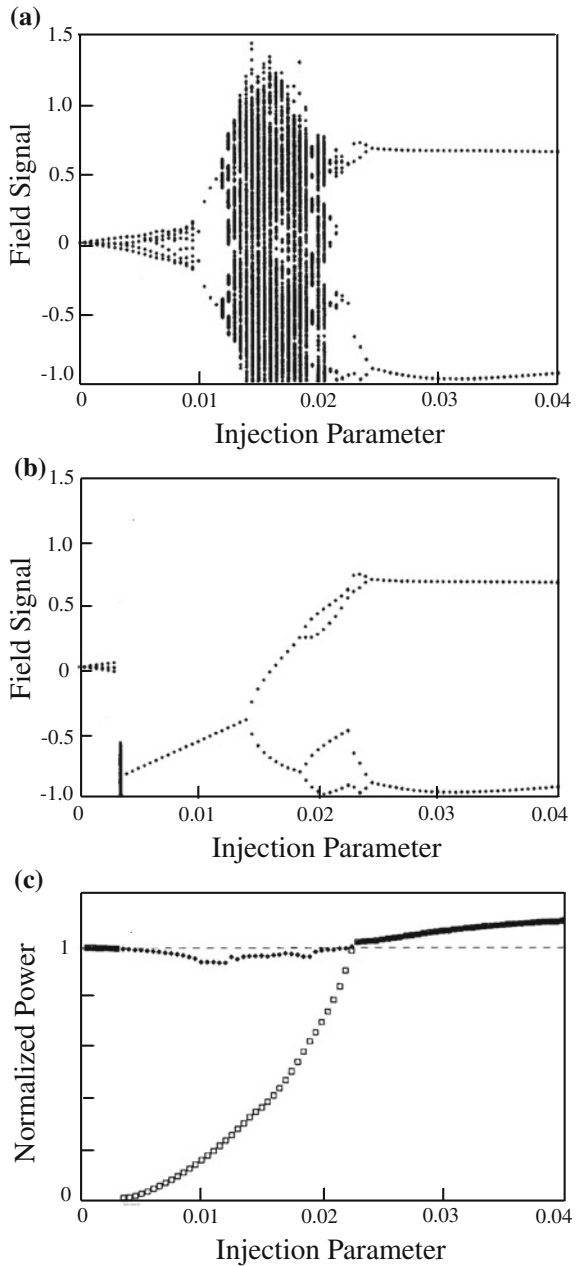 (a)
1.5
1.0
0.5
0
-0.5
-1.0
Field Signal
0 0.01 0.02 0.03 0.04
Injection Parameter
(b)
1.5
1.0
0.5
0
-0.5
-1.0
Field Signal
0 0.01 0.02 0.03 0.04
Injection Parameter
(c)
1
0
Normalized Power
0 0.01 0.02 0.03 0.04
Injection Parameter